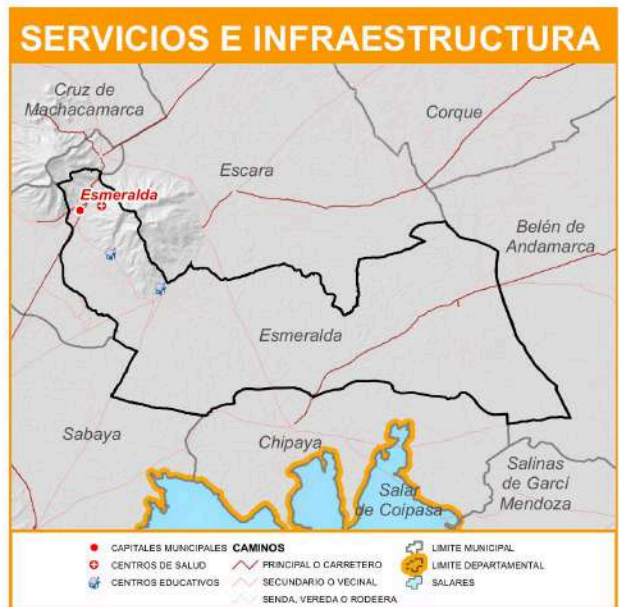 SERVICIOS E INFRAESTRUCTURA
Cruz de
Machacamarca
Corque
Escara
Esmeralda
Belén de
Andamarca
Esmeralda
Sabaya
Chipaya
Salinas
de Garcí
Mendoza
Salar
de Coipasa
CAPITALES MUNICIPALES
CENTROS DE SALUD
CENTROS EDUCATIVOS
CAMINOS
PRINCIPAL O CARRETERO
SECUNDARIO O VECINAL
SENDA, VEREDA O RODEERA
LIMITE MUNICIPAL
LIMITE DEPARTAMENTAL
SALARES